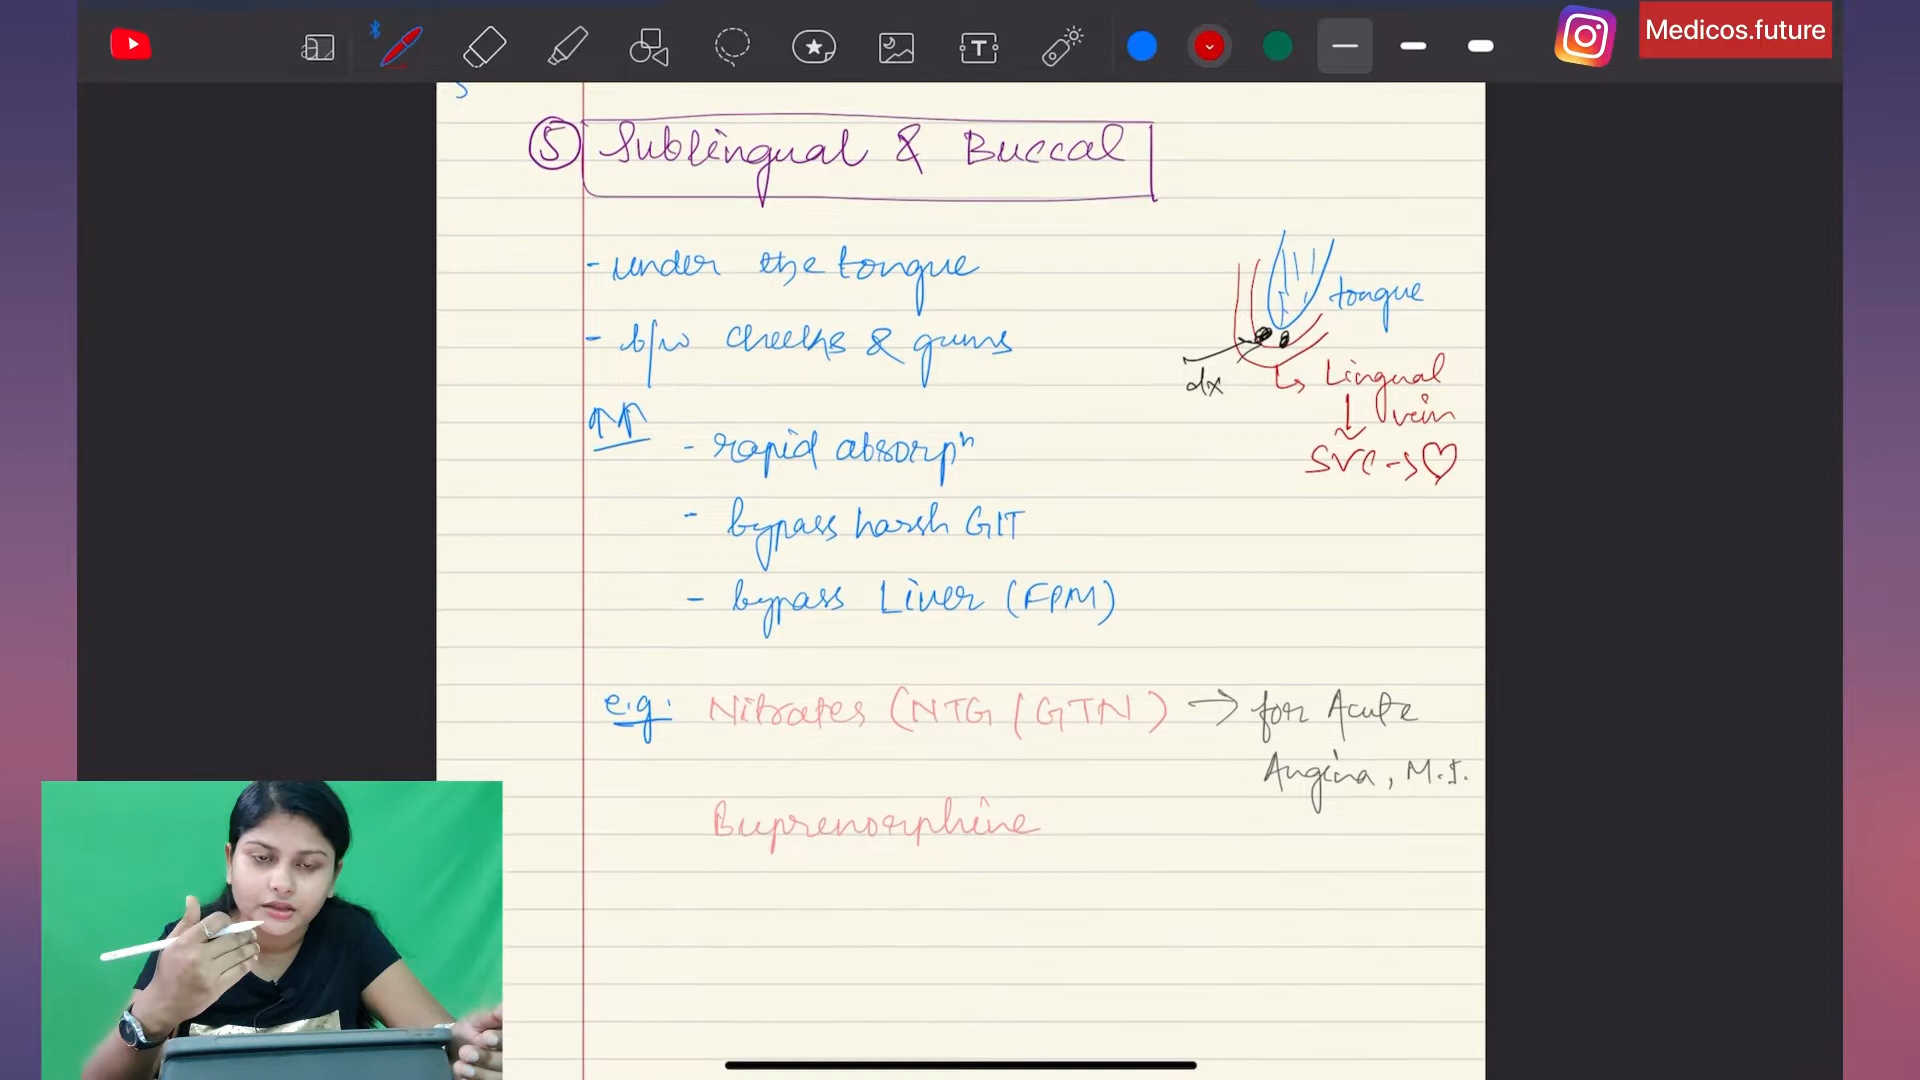 Medicos.future
T
5 Sublingual & Buccal
- under the tongue
- b/w cheeks & gums
tongue
dx
Lingual
vein
SVC → ♡
↑↑
- rapid absorpⁿ
- bypass harsh GIT
- bypass Liver (FPM)
e.g: Nitrates (NTG / GTN) → for Acute
Angina, M.I.
Buprenorphine